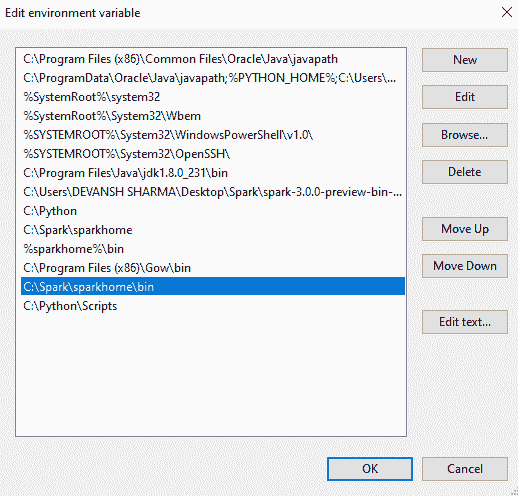 Edit environment variable
C:\Program Files (x86)\Common Files\Oracle\Java\javapath
C:\ProgramData\Oracle\Java\javapath;%PYTHON_HOME%;C:\Users\...
%SystemRoot%\system32
%SystemRoot%\System32\Wbem
%SYSTEMROOT%\System32\WindowsPowerShell\v1.0\
%SYSTEMROOT%\System32\OpenSSH\
C:\Program Files\Java\jdk1.8.0_231\bin
C:\Users\DEVANSH SHARMA\Desktop\Spark\spark-3.0.0-preview-bin-...
C:\Python
C:\Spark\sparkhome
%sparkhome%\bin
C:\Program Files (x86)\Gow\bin
C:\Spark\sparkhome\bin
C:\Python\Scripts
New
Edit
Browse...
Delete
Move Up
Move Down
Edit text...
OK
Cancel